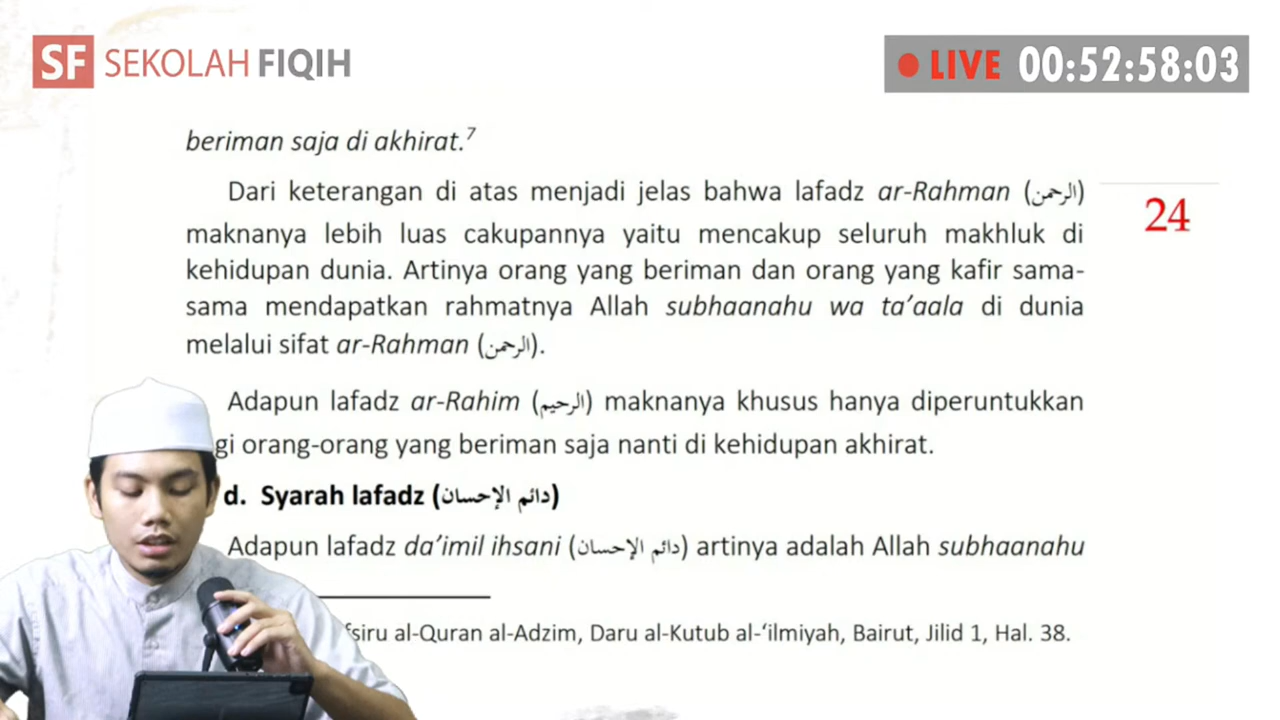 SF SEKOLAH FIQIH
LIVE 00:52:58:03
beriman saja di akhirat.7
Dari keterangan di atas menjadi jelas bahwa lafadz ar-Rahman (الرحمن)
24
maknanya lebih luas cakupannya yaitu mencakup seluruh makhluk di
kehidupan dunia. Artinya orang yang beriman dan orang yang kafir sama-
sama mendapatkan rahmatnya Allah subhaanahu wa ta’aala di dunia
melalui sifat ar-Rahman (الرحمن).
Adapun lafadz ar-Rahim (الرحيم) maknanya khusus hanya diperuntukkan
gi orang-orang yang beriman saja nanti di kehidupan akhirat.
d. Syarah lafadz (دائم الإحسان)
Adapun lafadz da’imil ihsani (دائم الإحسان) artinya adalah Allah subhaanahu
fsiru al-Quran al-Adzim, Daru al-Kutub al-‘ilmiyah, Bairut, Jilid 1, Hal. 38.